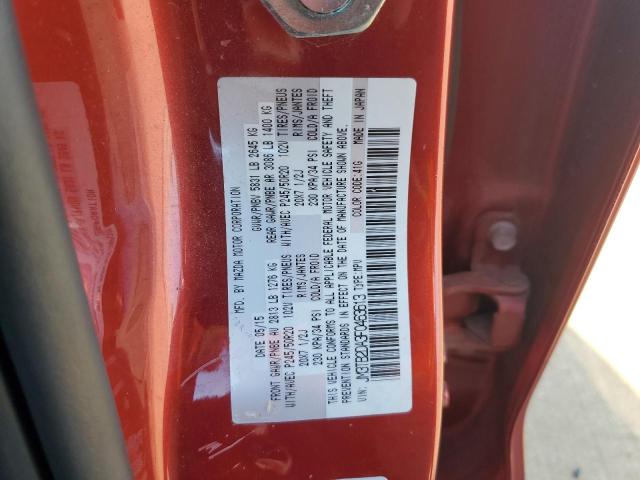 MFD. BY MAZDA MOTOR CORPORATION
DATE 05/15 GVWR/PNBV 5831 LB 2645 KG
FRONT GAWR/PNBE AV 2813 LB 1276 KG REAR GAWR/PNBE AR 3086 LB 1400 KG
WITH/AVEC P245/50R20 102V TIRES/PNEUS WITH/AVEC P245/50R20 102V TIRES/PNEUS
20X7 1/2J RIMS/JANTES 20X7 1/2J RIMS/JANTES
230 KPA/34 PSI COLD/A FROID 230 KPA/34 PSI COLD/A FROID
THIS VEHICLE CONFORMS TO ALL APPLICABLE FEDERAL MOTOR VEHICLE SAFETY AND THEFT
PREVENTION STANDARDS IN EFFECT ON THE DATE OF MANUFACTURE SHOWN ABOVE.
VIN: JM3TB2DA3F0463513 TYPE:MPV COLOR CODE:41G MADE IN JAPAN